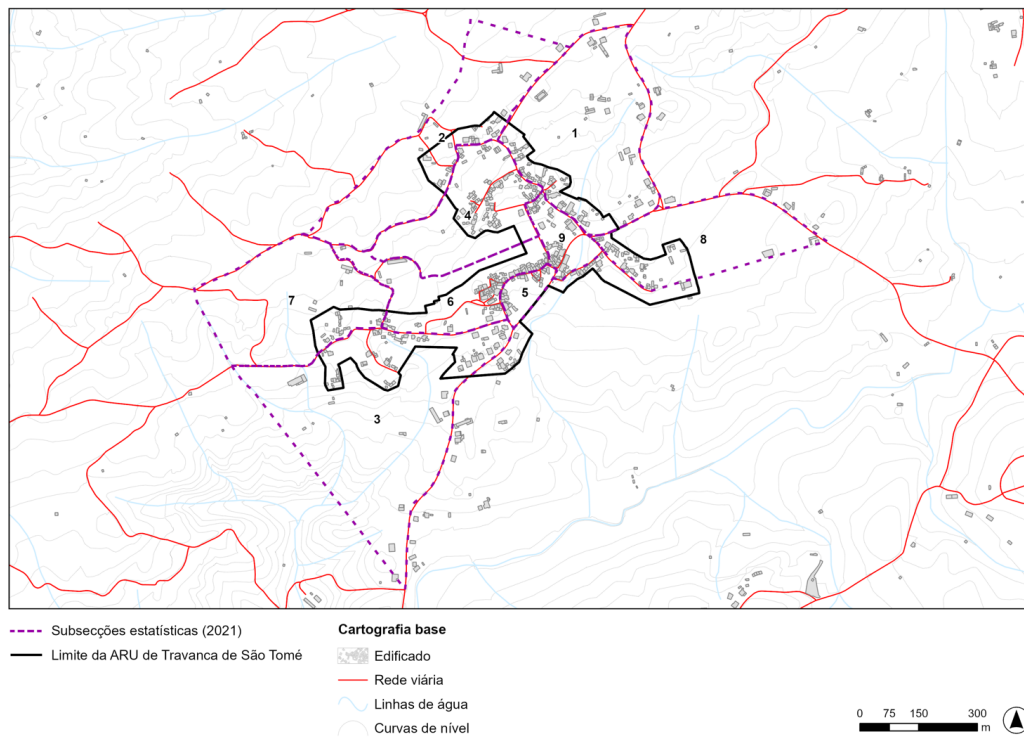 1
2
4
9
8
5
6
7
3
Subsecções estatísticas (2021)
Limite da ARU de Travanca de São Tomé
Cartografia base
Edificado
Rede viária
Linhas de água
Curvas de nível
0 75 150 300
m